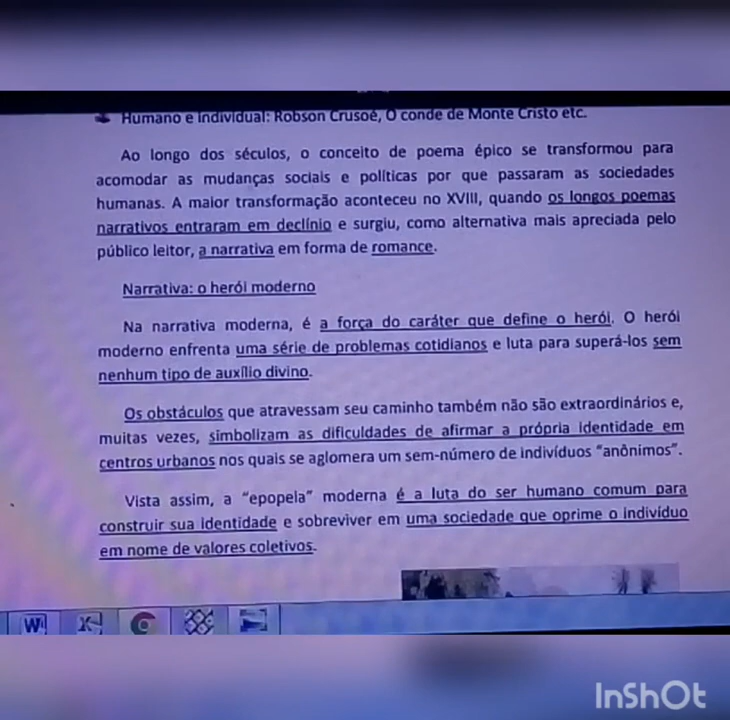 Humano e individual: Robson Crusoé, O conde de Monte Cristo etc.
Ao longo dos séculos, o conceito de poema épico se transformou para
acomodar as mudanças sociais e políticas por que passaram as sociedades
humanas. A maior transformação aconteceu no XVIII, quando os longos poemas
narrativos entraram em declínio e surgiu, como alternativa mais apreciada pelo
público leitor, a narrativa em forma de romance.
Narrativa: o herói moderno
Na narrativa moderna, é a força do caráter que define o herói. O herói
moderno enfrenta uma série de problemas cotidianos e luta para superá-los sem
nenhum tipo de auxílio divino.
Os obstáculos que atravessam seu caminho também não são extraordinários e,
muitas vezes, simbolizam as dificuldades de afirmar a própria identidade em
centros urbanos nos quais se aglomera um sem-número de indivíduos “anônimos”.
Vista assim, a “epopeia” moderna é a luta do ser humano comum para
construir sua identidade e sobreviver em uma sociedade que oprime o indivíduo
em nome de valores coletivos.
W
InShOt